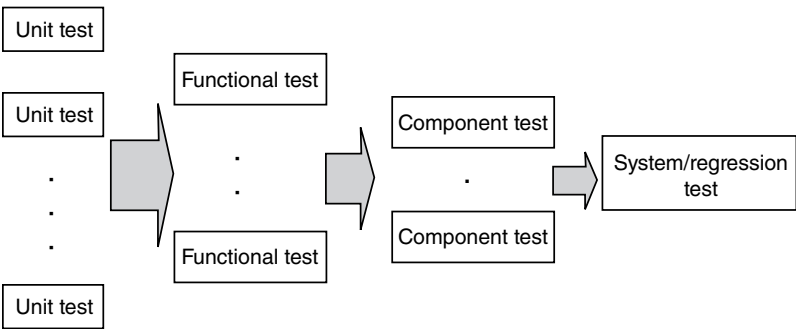 Unit test
Unit test
Unit test
Functional test
Functional test
Component test
Component test
System/regression
test